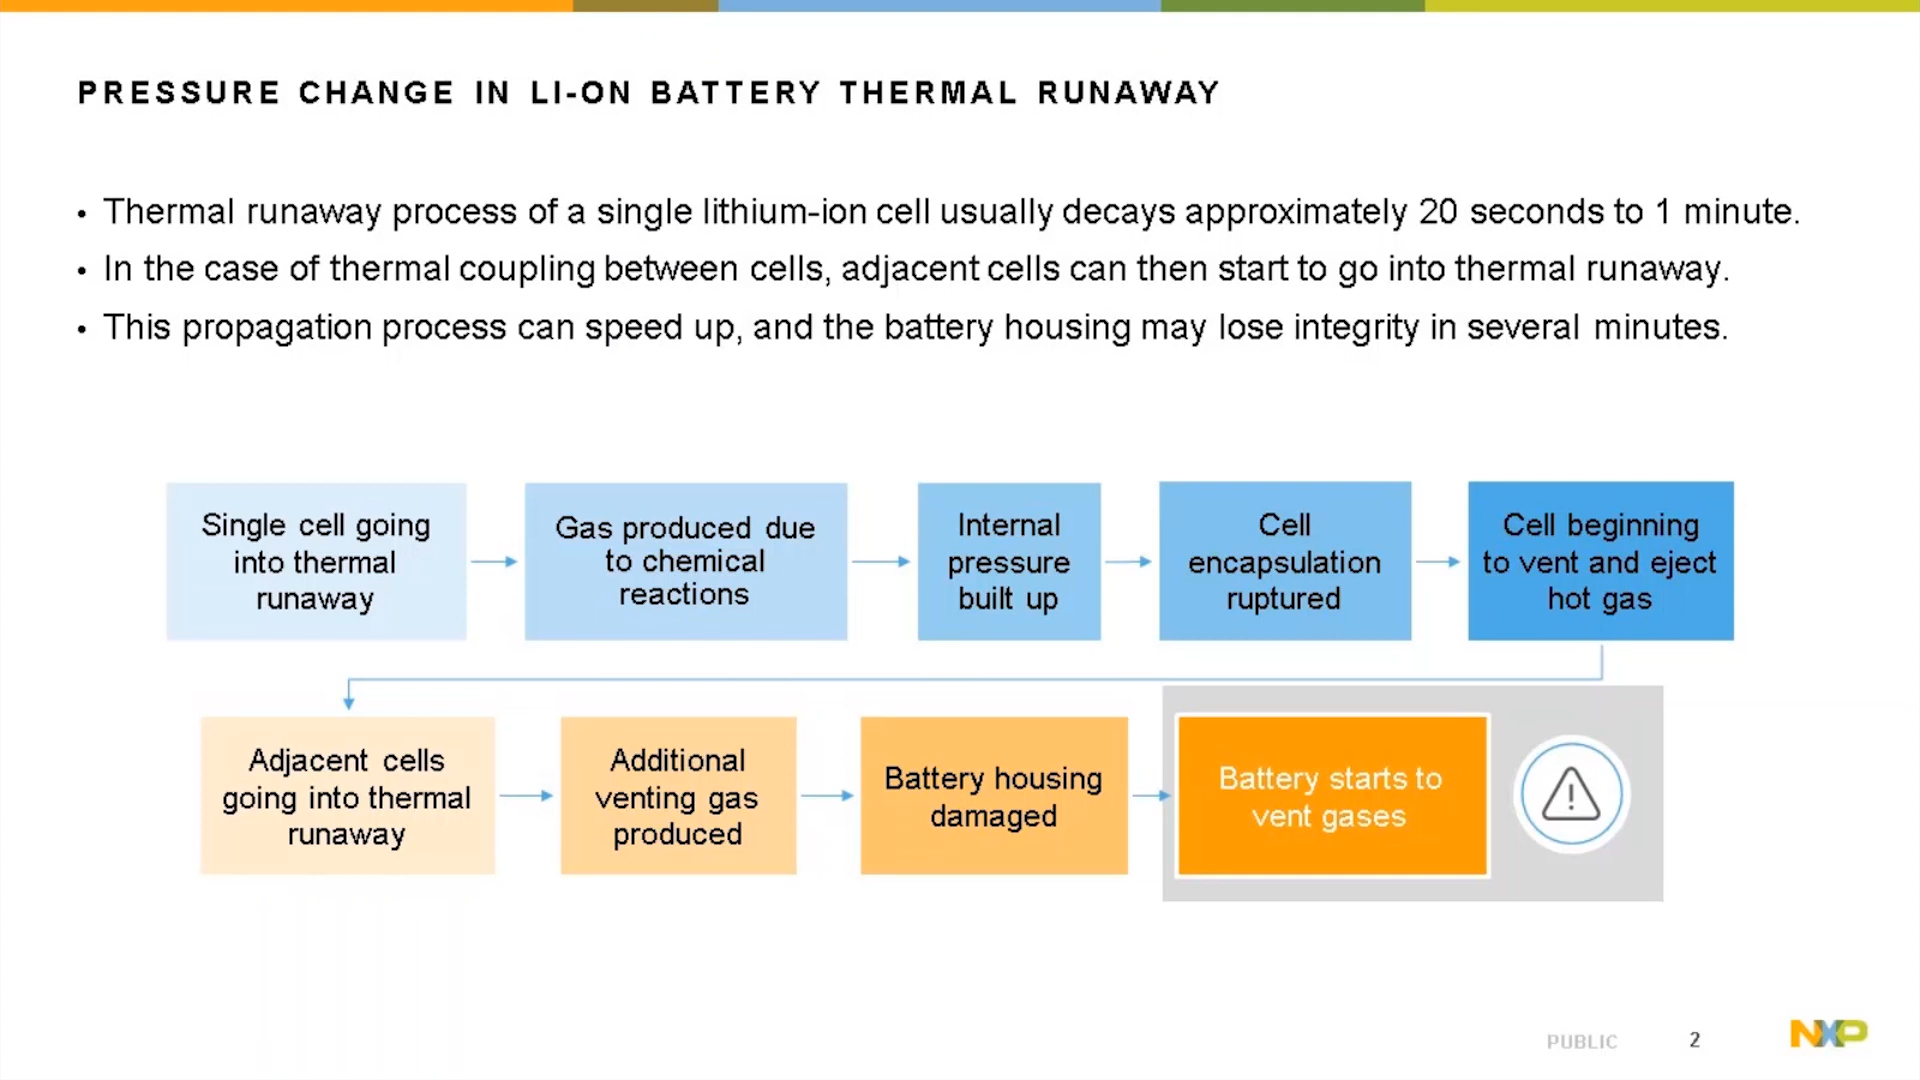 PRESSURE CHANGE IN LI-ON BATTERY THERMAL RUNAWAY
• Thermal runaway process of a single lithium-ion cell usually decays approximately 20 seconds to 1 minute.
• In the case of thermal coupling between cells, adjacent cells can then start to go into thermal runaway.
• This propagation process can speed up, and the battery housing may lose integrity in several minutes.
Single cell going
into thermal
runaway
Gas produced due
to chemical
reactions
Internal
pressure
built up
Cell
encapsulation
ruptured
Cell beginning
to vent and eject
hot gas
Adjacent cells
going into thermal
runaway
Additional
venting gas
produced
Battery housing
damaged
Battery starts to
vent gases
PUBLIC
2
NXP